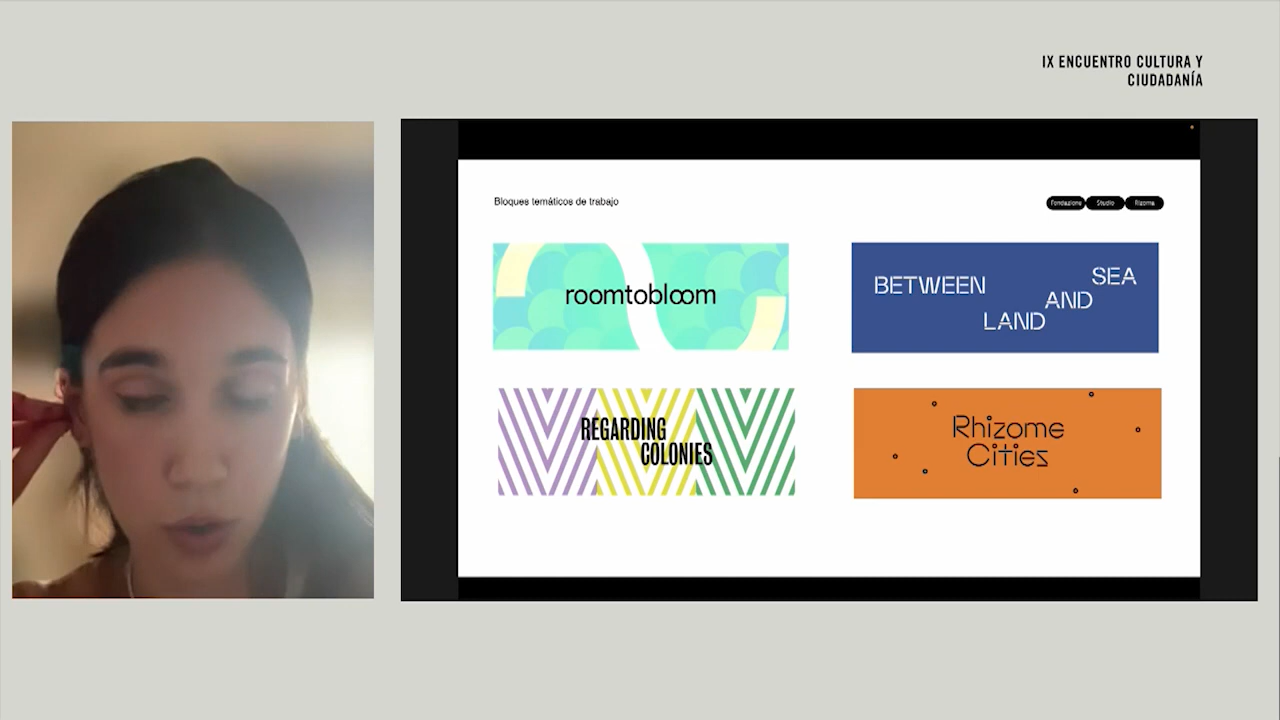 IX ENCUENTRO CULTURA Y
CIUDADANÍA
Bloques temáticos de trabajo
Fondazione Studio Rizoma
roomtobloom
BETWEEN
LAND
AND
SEA
REGARDING
COLONIES
Rhizome
Cities